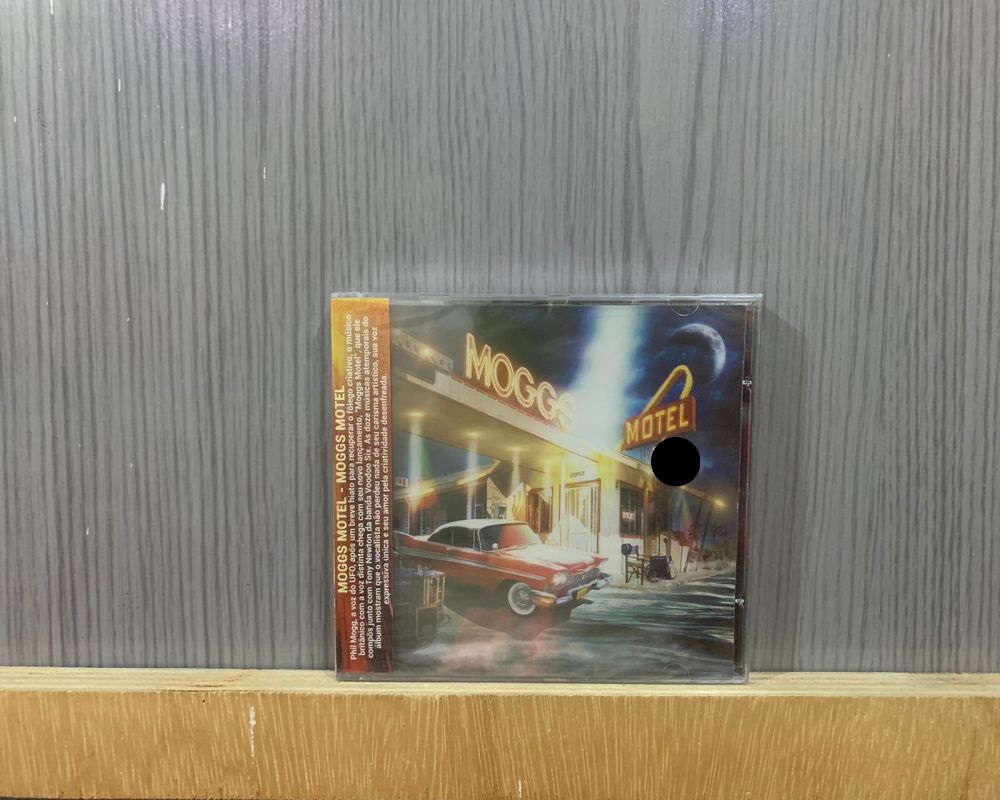 MOGGS MOTEL - MOGGS MOTEL
Phil Mogg, a voz do UFO, após um breve hiato para recuperar o fôlego criativo, o músico
britânico com a voz distinta chega com seu novo lançamento, "Moggs Motel", que ele
compôs junto com Tony Newton da banda Voodoo Six. As doze músicas atemporais do
álbum mostram que o vocalista não perdeu nada de seu carisma artístico, sua voz
expressiva única e seu amor pela criatividade desenfreada.
MOGGS
MOTEL
OFFICE